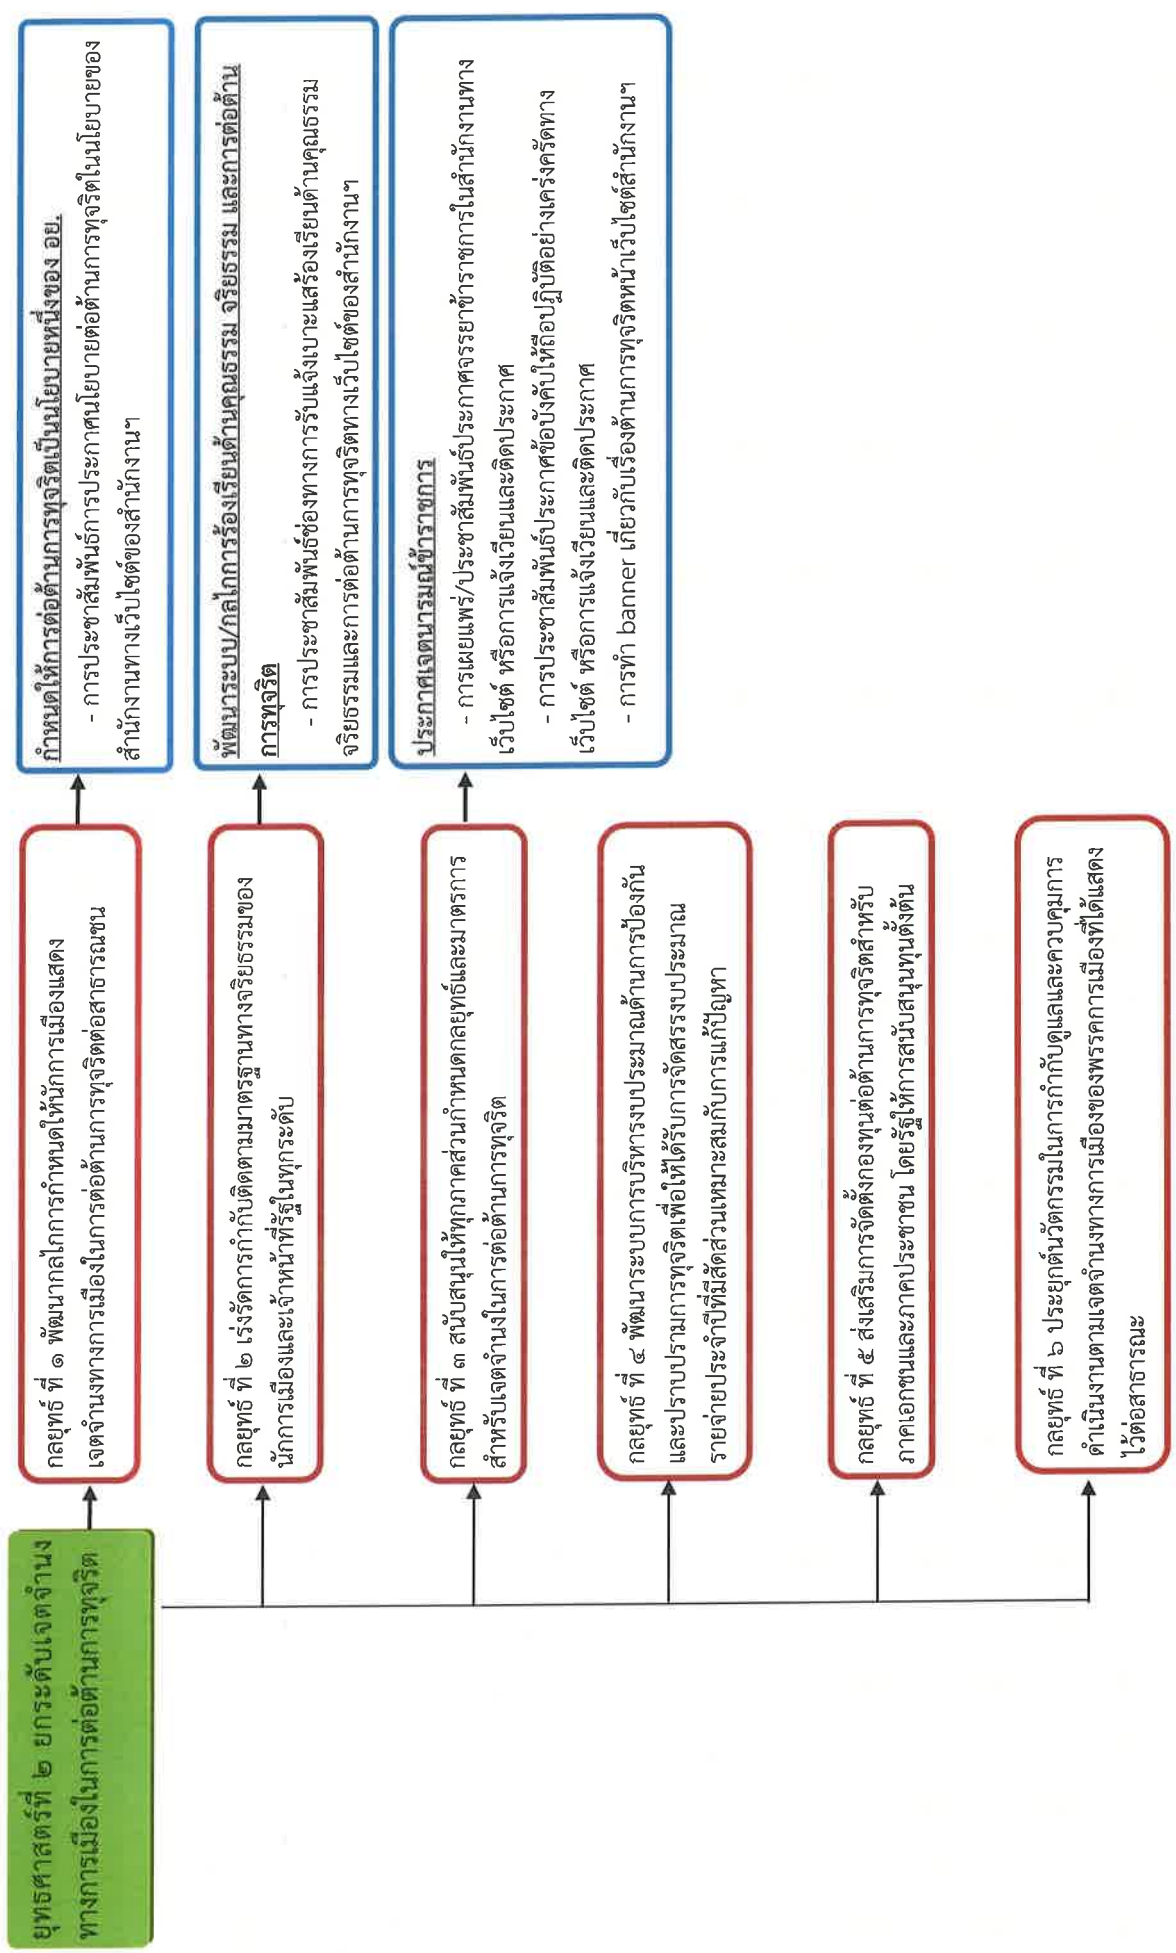 ยุทธศาสตร์ที่ ๒ ยกระดับเจตจำนง
ทางการเมืองในการต่อต้านการทุจริต
กลยุทธ์ ที่ ๑ พัฒนากลไกการกำหนดให้นักการเมืองแสดง
เจตจำนงทางการเมืองในการต่อต้านการทุจริตต่อสาธารณชน
กำหนดให้การต่อต้านการทุจริตเป็นนโยบายหนึ่งของ อย.
- การประชาสัมพันธ์การประกาศนโยบายต่อต้านการทุจริตในนโยบายของ
สำนักงานทางเว็บไซต์ของสำนักงานฯ
กลยุทธ์ ที่ ๒ เร่งรัดการกำกับติดตามมาตรฐานทางจริยธรรมของ
นักการเมืองและเจ้าหน้าที่รัฐในทุกระดับ
พัฒนาระบบ/กลไกการร้องเรียนด้านคุณธรรม จริยธรรม และการต่อต้าน
การทุจริต
- การประชาสัมพันธ์ช่องทางการรับแจ้งเบาะแสร้องเรียนด้านคุณธรรม
จริยธรรมและการต่อต้านการทุจริตทางเว็บไซต์ของสำนักงานฯ
กลยุทธ์ ที่ ๓ สนับสนุนให้ทุกภาคส่วนกำหนดกลยุทธ์และมาตรการ
สำหรับเจตจำนงในการต่อต้านการทุจริต
ประกาศเจตนารมณ์ข้าราชการ
- การเผยแพร่/ประชาสัมพันธ์ประกาศจรรยาข้าราชการในสำนักงานทาง
เว็บไซต์ หรือการแจ้งเวียนและติดประกาศ
- การประชาสัมพันธ์ประกาศข้อบังคับให้ถือปฏิบัติอย่างเคร่งครัดทาง
เว็บไซต์ หรือการแจ้งเวียนและติดประกาศ
- การทำ banner เกี่ยวกับเรื่องต้านการทุจริตหน้าเว็บไซต์สำนักงานฯ
กลยุทธ์ ที่ ๔ พัฒนาระบบการบริหารงบประมาณด้านการป้องกัน
และปราบปรามการทุจริตเพื่อให้ได้รับการจัดสรรงบประมาณ
รายจ่ายประจำปีที่มีสัดส่วนเหมาะสมกับการแก้ปัญหา
กลยุทธ์ ที่ ๕ ส่งเสริมการจัดตั้งกองทุนต่อต้านการทุจริตสำหรับ
ภาคเอกชนและภาคประชาชน โดยรัฐให้การสนับสนุนทุนตั้งต้น
กลยุทธ์ ที่ ๖ ประยุกต์นวัตกรรมในการกำกับดูแลและควบคุมการ
ดำเนินงานตามเจตจำนงทางการเมืองของพรรคการเมืองที่ได้แสดง
ไว้ต่อสาธารณะ